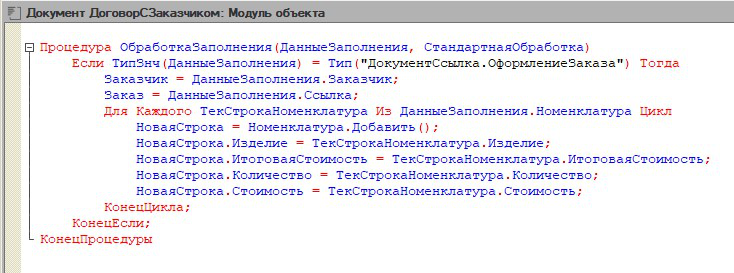 Документ ДоговорСЗаказчиком: Модуль объекта
Процедура ОбработкаЗаполнения(ДанныеЗаполнения, СтандартнаяОбработка)
Если ТипЗнч(ДанныеЗаполнения) = Тип("ДокументСсылка.ОформлениеЗаказа") Тогда
Заказчик = ДанныеЗаполнения.Заказчик;
Заказ = ДанныеЗаполнения.Ссылка;
Для Каждого ТекСтрокаНоменклатура Из ДанныеЗаполнения.Номенклатура Цикл
НоваяСтрока = Номенклатура.Добавить();
НоваяСтрока.Изделие = ТекСтрокаНоменклатура.Изделие;
НоваяСтрока.ИтоговаяСтоимость = ТекСтрокаНоменклатура.ИтоговаяСтоимость;
НоваяСтрока.Количество = ТекСтрокаНоменклатура.Количество;
НоваяСтрока.Стоимость = ТекСтрокаНоменклатура.Стоимость;
КонецЦикла;
КонецЕсли;
КонецПроцедуры